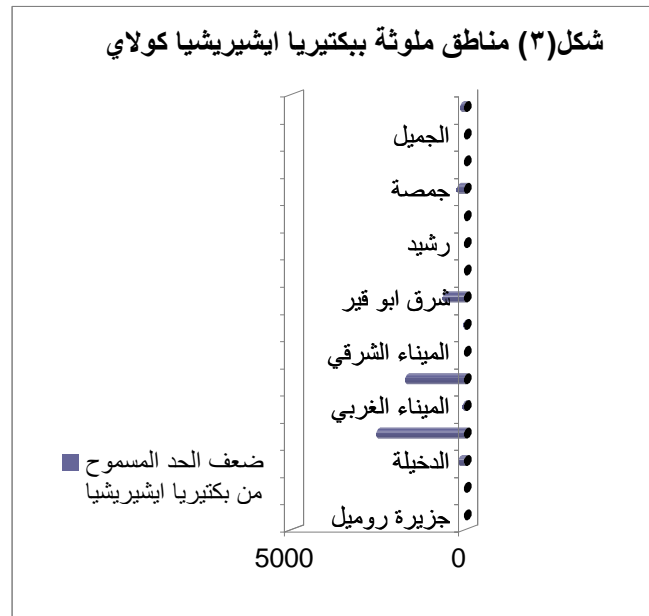 شكل(٣) مناطق ملوثة ببكتيريا ايشيريشيا كولاي
الجميل
جمصة
رشيد
شرق ابو قير
الميناء الشرقي
الميناء الغربي
الدخيلة
جزيرة روميل
ضعف الحد المسموح
من بكتيريا ايشيريشيا
5000
0